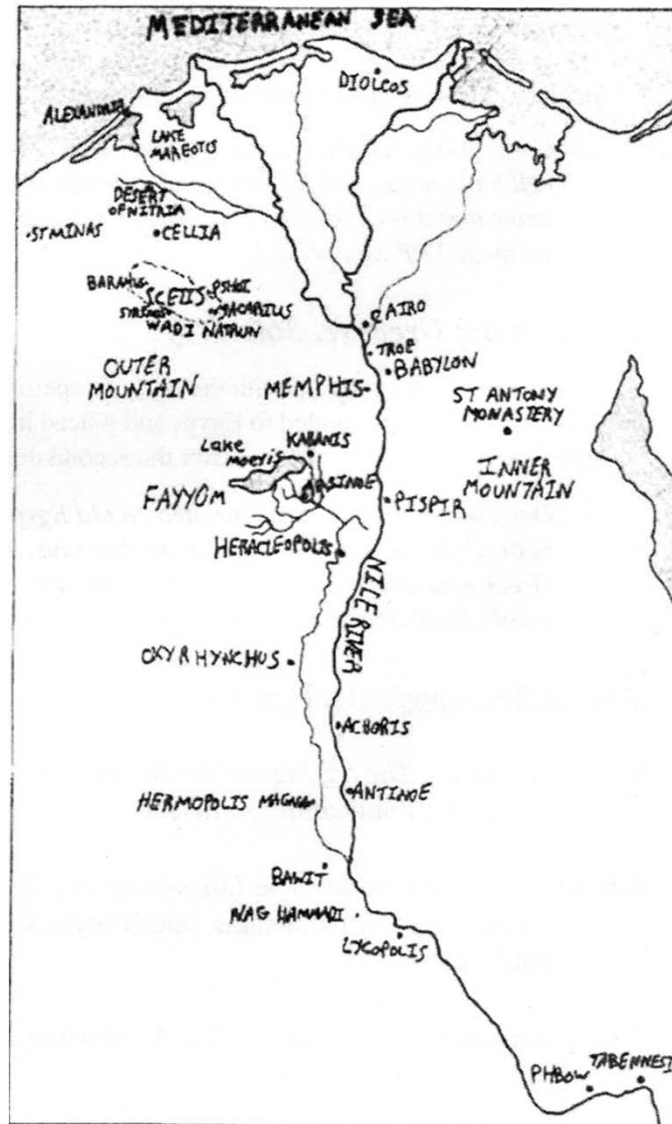 MEDITERRANEAN SEA
DIOLCOS
ALEXANDRIA
LAKE
MAREOTIS
DESERT
OF NITRIA
ST MINAS
CELLIA
BARAMUS
PSHOI
SCETIS
MACARIUS
WADI NATRUN
CAIRO
TROE
BABYLON
OUTER
MOUNTAIN
MEMPHIS
ST ANTONY
MONASTERY
KABANIS
Lake
moeris
ARSINOE
INNER
MOUNTAIN
FAYYOM
PISPIR
HERACLEOPOLIS
NILE RIVER
OXYRHYNCHUS
ACHORIS
ANTINOE
HERMOPOLIS MAGNA
BAWIT
NAG HAMMADI
LYCOPOLIS
PHBOW
TABENNESI